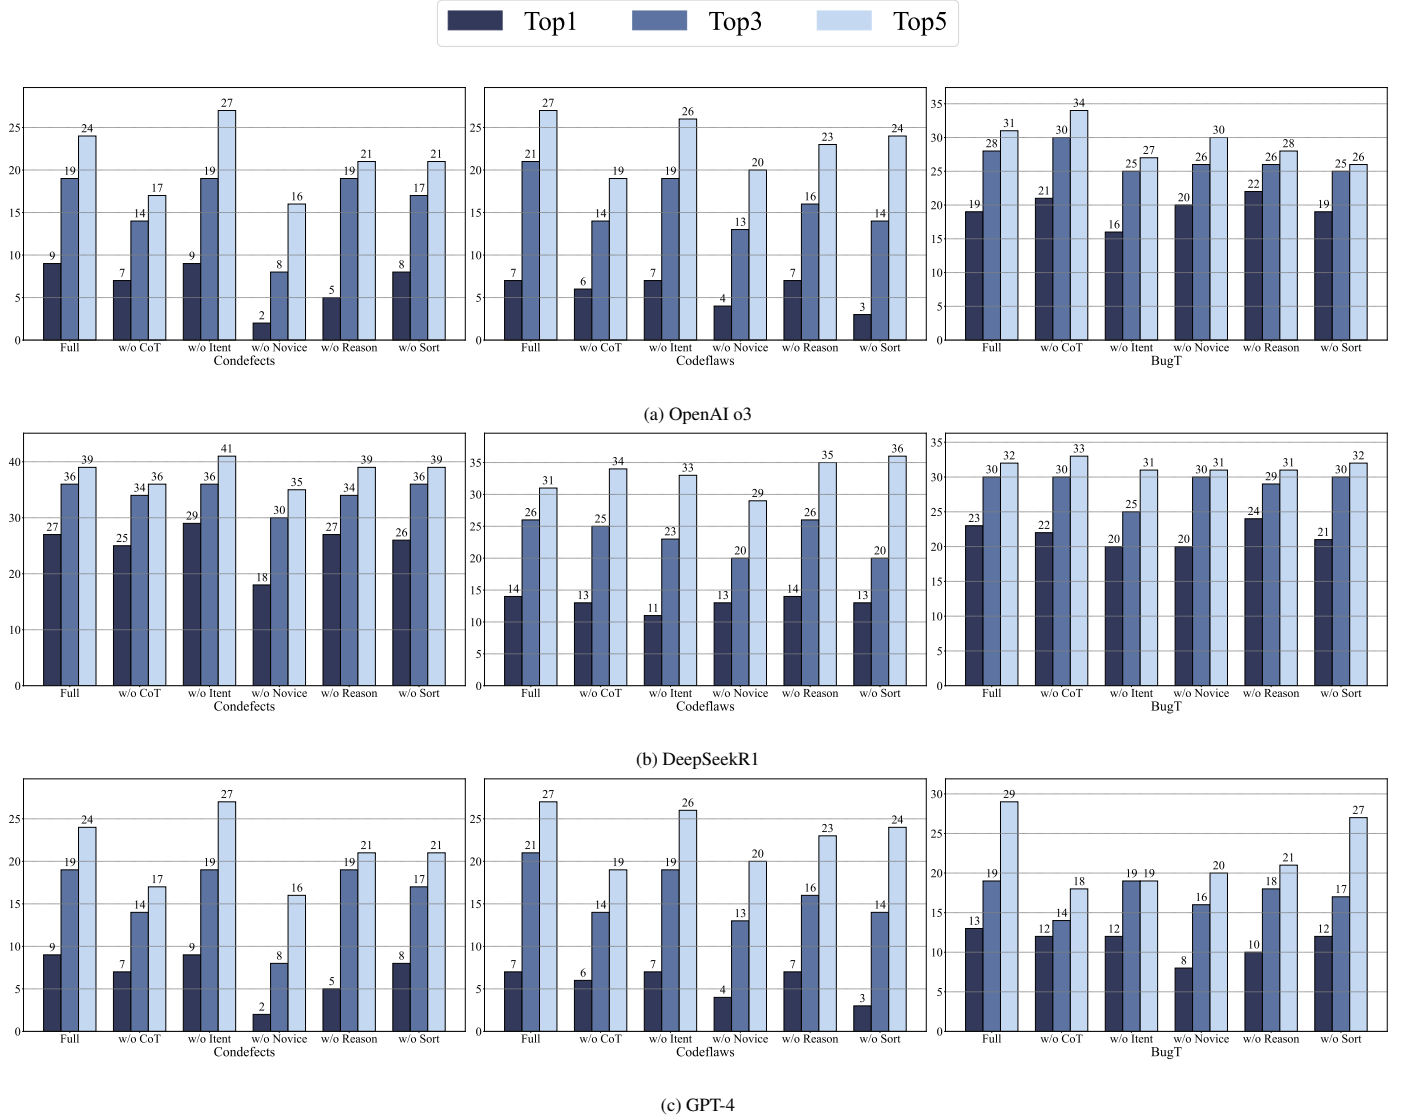 Top1 Top3 Top5
25
20
15
10
5
0
9 19 24
7 14 17
9 19 27
2 8 16
5 19 21
8 17 21
Full w/o CoT w/o Itent w/o Novice w/o Reason w/o Sort
Condefects
25
20
15
10
5
0
7 21 27
6 14 19
7 19 26
4 13 20
7 16 23
3 14 24
Full w/o CoT w/o Itent w/o Novice w/o Reason w/o Sort
Codeflaws
35
30
25
20
15
10
5
0
19 28 31
21 30 34
16 25 27
20 26 30
22 26 28
19 25 26
Full w/o CoT w/o Itent w/o Novice w/o Reason w/o Sort
BugT
(a) OpenAI o3
40
30
20
10
0
27 36 39
25 34 36
29 36 41
18 30 35
27 34 39
26 36 39
Full w/o CoT w/o Itent w/o Novice w/o Reason w/o Sort
Condefects
35
30
25
20
15
10
5
0
14 26 31
13 25 34
11 23 33
13 20 29
14 26 35
13 20 36
Full w/o CoT w/o Itent w/o Novice w/o Reason w/o Sort
Codeflaws
35
30
25
20
15
10
5
0
23 30 32
22 30 33
20 25 31
20 30 31
24 29 31
21 30 32
Full w/o CoT w/o Itent w/o Novice w/o Reason w/o Sort
BugT
(b) DeepSeekR1
25
20
15
10
5
0
9 19 24
7 14 17
9 19 27
2 8 16
5 19 21
8 17 21
Full w/o CoT w/o Itent w/o Novice w/o Reason w/o Sort
Condefects
25
20
15
10
5
0
7 21 27
6 14 19
7 19 26
4 13 20
7 16 23
3 14 24
Full w/o CoT w/o Itent w/o Novice w/o Reason w/o Sort
Codeflaws
30
25
20
15
10
5
0
13 19 29
12 14 18
12 19 19
8 16 20
10 18 21
12 17 27
Full w/o CoT w/o Itent w/o Novice w/o Reason w/o Sort
BugT
(c) GPT-4